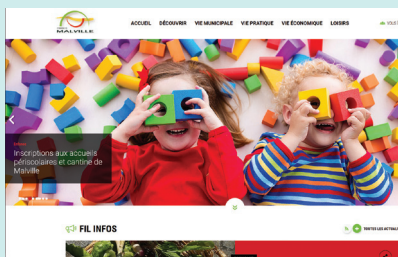 MALVILLE
ACCUEIL DÉCOUVRIR VIE MUNICIPALE VIE PRATIQUE VIE ÉCONOMIQUE LOISIRS
Inscriptions aux accueils
périscolaires et cantine de
Malville
FIL INFOS
TOUTES LES ACTUALI